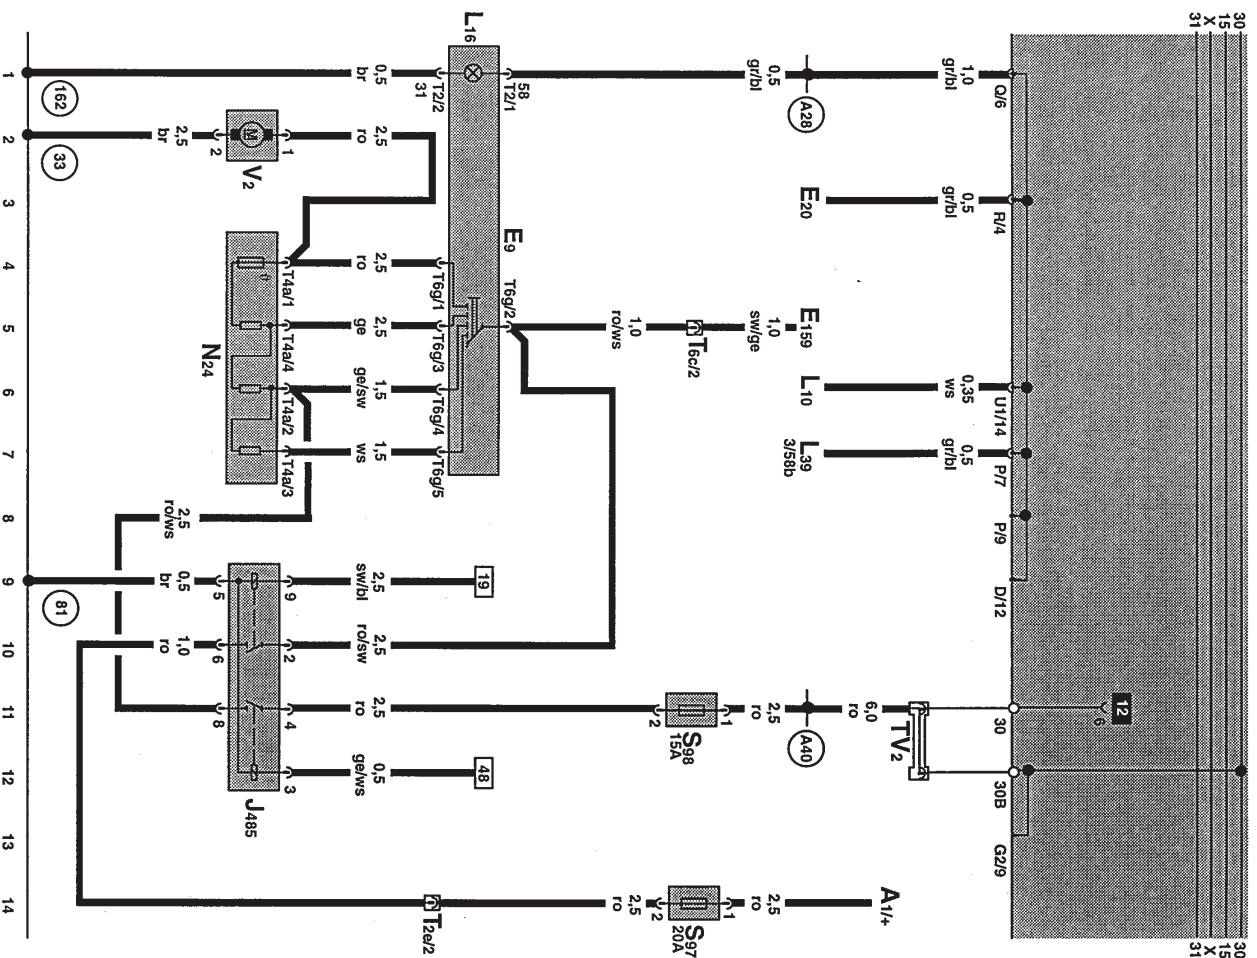 30
15
X
31
30
15
X
31
Q/6
R/4
U1/14
P/7
P/9
D/12
30
30B
G2/9
12
6
1,0
gr/bl
A28
0,5
gr/bl
0,5
gr/bl
E20
1,0
sw/ge
E159
T6c/2
1,0
ro/ws
0,35
ws
L10
0,5
gr/bl
L39
3/58b
TV2
6,0
ro
A40
2,5
ro
1
S98
15A
2
A1/+
2,5
ro
1
S97
20A
2
2,5
ro
T2e/2
L16
58
T2/1
T2/2
31
E9
T6g/2
T6g/1
T6g/3
T6g/4
T6g/5
0,5
br
2,5
ro
2,5
ro
2,5
ge
1,5
ge/sw
1,5
ws
19
2,5
sw/bl
2,5
ro/sw
2,5
ro
48
0,5
ge/ws
1
M
2
V2
T4a/1
T4a/4
T4a/2
T4a/3
N24
9
2
4
3
5
6
8
J485
2,5
br
2,5
ro/ws
0,5
br
1,0
ro
162
33
81
1
2
3
4
5
6
7
8
9
10
11
12
13
14